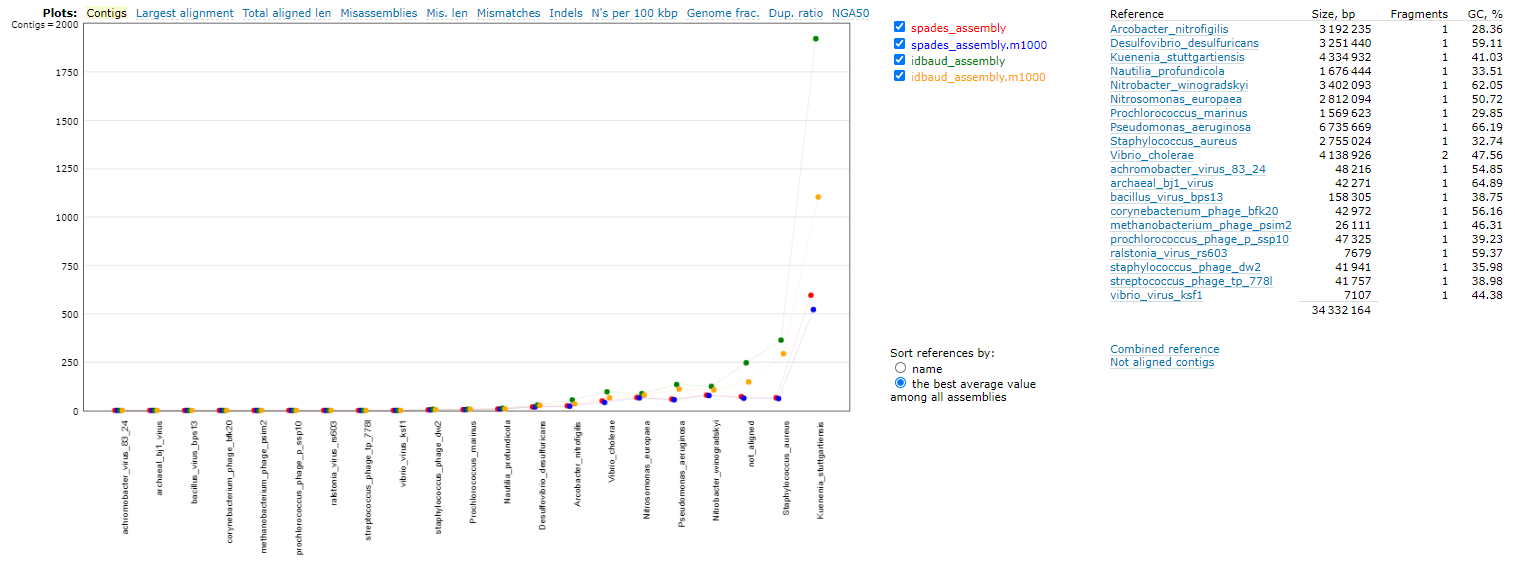 Plots: Contigs Largest alignment Total aligned len Misassemblies Mis. len Mismatches Indels N's per 100 kbp Genome frac. Dup. ratio NGA50
Contigs = 2000
1750
1500
1250
1000
750
500
250
0
achromobacter_virus_83_24
archaeal_bj1_virus
bacillus_virus_bps13
corynebacterium_phage_bfk20
methanobacterium_phage_psim2
prochlorococcus_phage_p_ssp10
ralstonia_virus_rs603
streptococcus_phage_tp_778l
vibrio_virus_ksf1
staphylococcus_phage_dw2
Prochlorococcus_marinus
Nautilia_profundicola
Desulfovibrio_desulfuricans
Arcobacter_nitrofigilis
Vibrio_cholerae
Nitrosomonas_europaea
Pseudomonas_aeruginosa
Nitrobacter_winogradskyi
not_aligned
Staphylococcus_aureus
Kuenenia_stuttgartiensis
spades_assembly
spades_assembly.m1000
idbaud_assembly
idbaud_assembly.m1000
Sort references by:
name
the best average value
among all assemblies
Reference Size, bp Fragments GC, %
Arcobacter_nitrofigilis 3 192 235 1 28.36
Desulfovibrio_desulfuricans 3 251 440 1 59.11
Kuenenia_stuttgartiensis 4 334 932 1 41.03
Nautilia_profundicola 1 676 444 1 33.51
Nitrobacter_winogradskyi 3 402 093 1 62.05
Nitrosomonas_europaea 2 812 094 1 50.72
Prochlorococcus_marinus 1 569 623 1 29.85
Pseudomonas_aeruginosa 6 735 669 1 66.19
Staphylococcus_aureus 2 755 024 1 32.74
Vibrio_cholerae 4 138 926 2 47.56
achromobacter_virus_83_24 48 216 1 54.85
archaeal_bj1_virus 42 271 1 64.89
bacillus_virus_bps13 158 305 1 38.75
corynebacterium_phage_bfk20 42 972 1 56.16
methanobacterium_phage_psim2 26 111 1 46.31
prochlorococcus_phage_p_ssp10 47 325 1 39.23
ralstonia_virus_rs603 7679 1 59.37
staphylococcus_phage_dw2 41 941 1 35.98
streptococcus_phage_tp_778l 41 757 1 38.98
vibrio_virus_ksf1 7107 1 44.38
34 332 164
Combined reference
Not aligned contigs